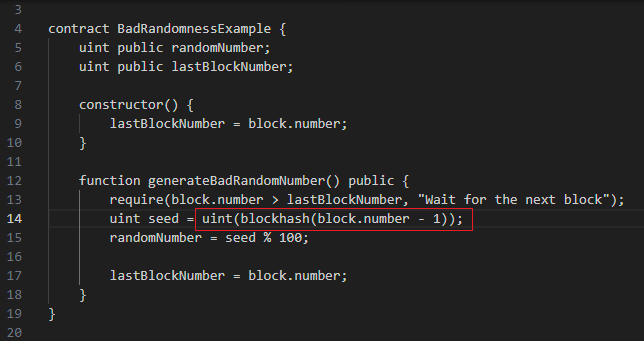 3
4 contract BadRandomnessExample {
5     uint public randomNumber;
6     uint public lastBlockNumber;
7
8     constructor() {
9         lastBlockNumber = block.number;
10     }
11
12     function generateBadRandomNumber() public {
13         require(block.number > lastBlockNumber, "Wait for the next block");
14         uint seed = uint(blockhash(block.number - 1));
15         randomNumber = seed % 100;
16
17         lastBlockNumber = block.number;
18     }
19 }
20